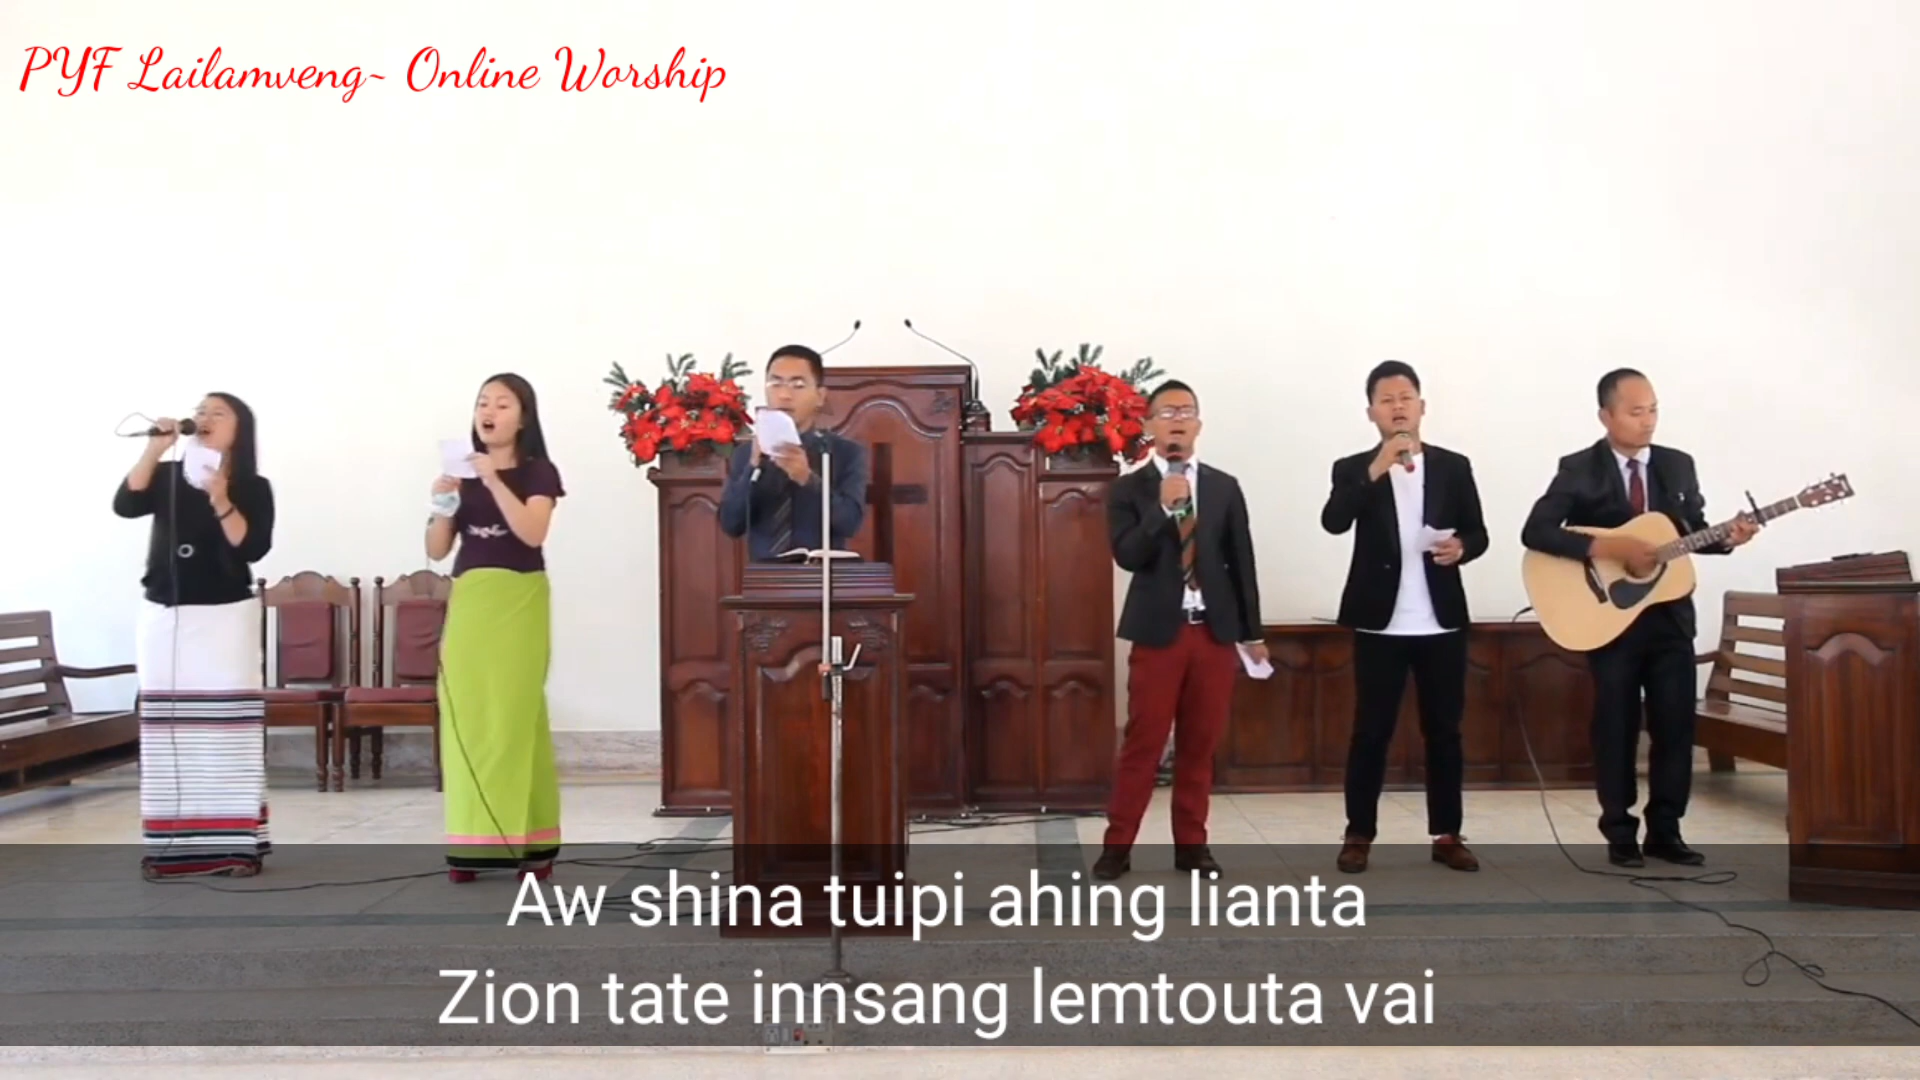 PYF Lailamveng~ Online Worship
Aw shina tuipi ahing lianta
Zion tate innsang lemtouta vai